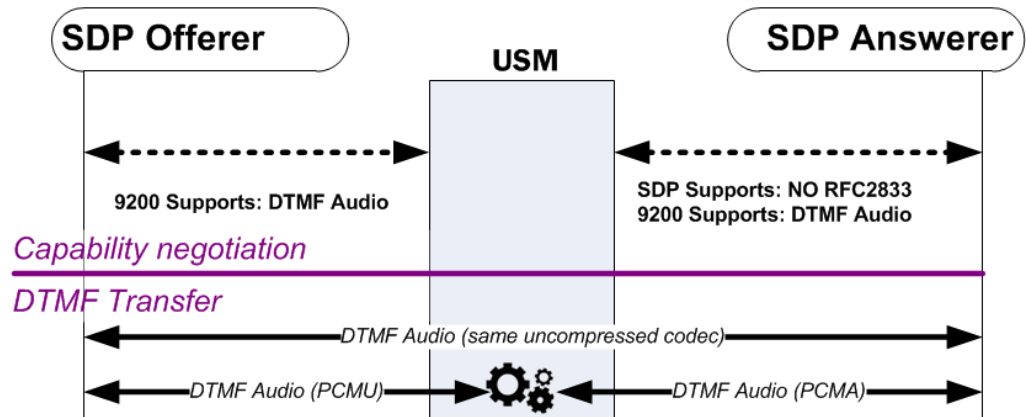 SDP Offerer
SDP Answerer
USM
9200 Supports: DTMF Audio
SDP Supports: NO RFC2833
9200 Supports: DTMF Audio
Capability negotiation
DTMF Transfer
DTMF Audio (same uncompressed codec)
DTMF Audio (PCMU)
DTMF Audio (PCMA)